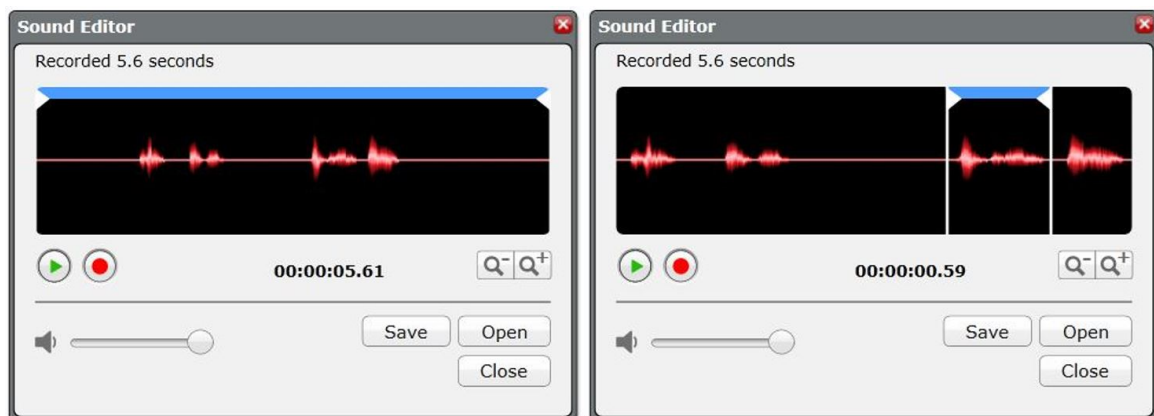 Sound Editor
Recorded 5.6 seconds
00:00:05.61
Save
Open
Close
Sound Editor
Recorded 5.6 seconds
00:00:00.59
Save
Open
Close